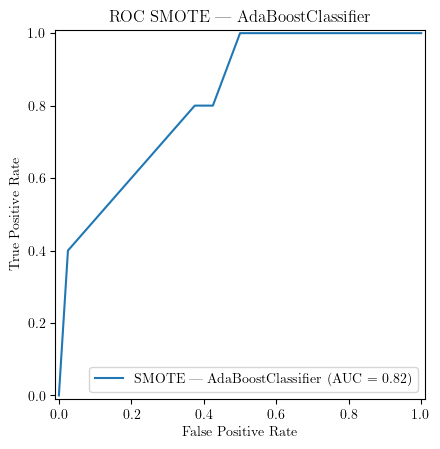 ROC SMOTE — AdaBoostClassifier
1.0
0.8
0.6
0.4
0.2
0.0
True Positive Rate
SMOTE — AdaBoostClassifier (AUC = 0.82)
0.0 0.2 0.4 0.6 0.8 1.0
False Positive Rate